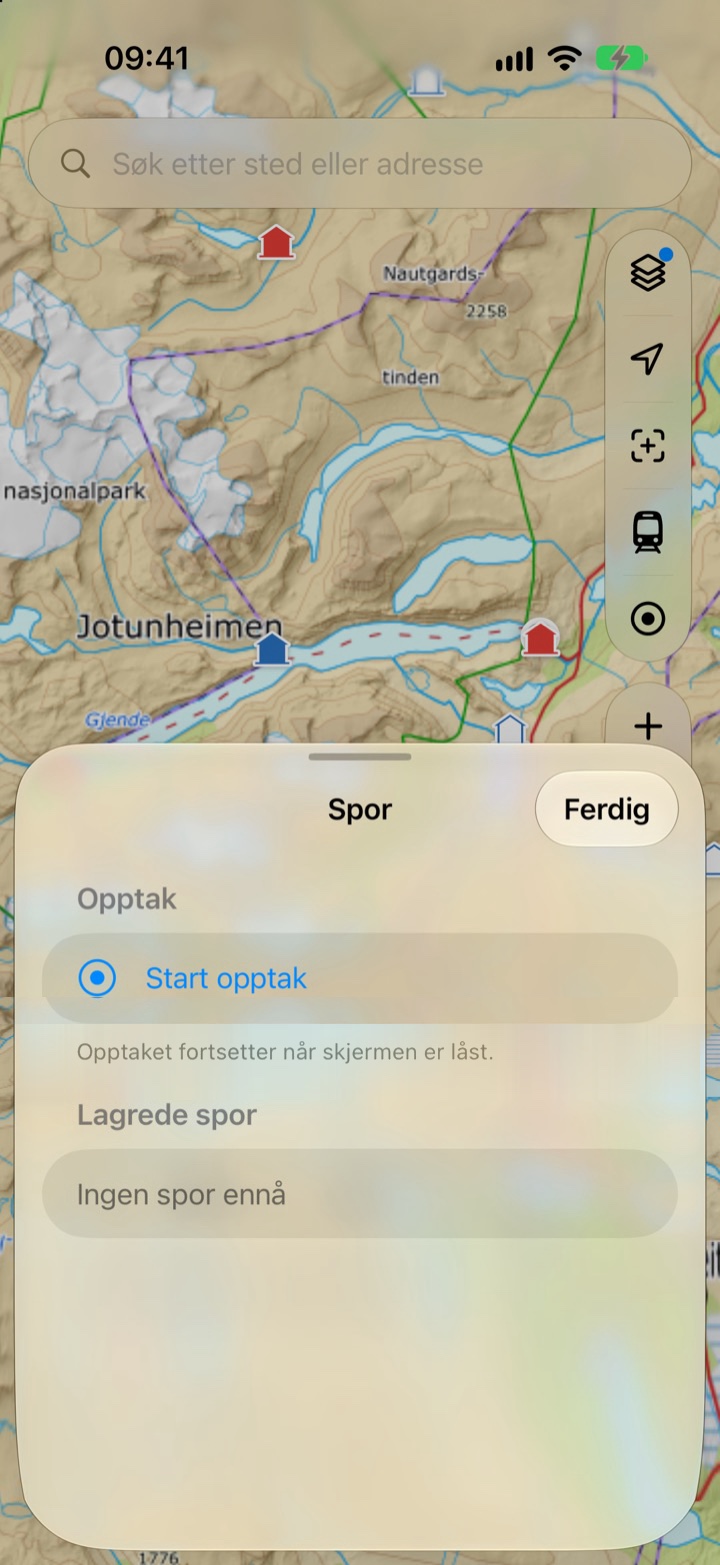 09:41
Søk etter sted eller adresse
Nautgards-
2258
tinden
nasjonalpark
Jotunheimen
Gjende
Spor
Ferdig
Opptak
Start opptak
Opptaket fortsetter når skjermen er låst.
Lagrede spor
Ingen spor ennå
1776